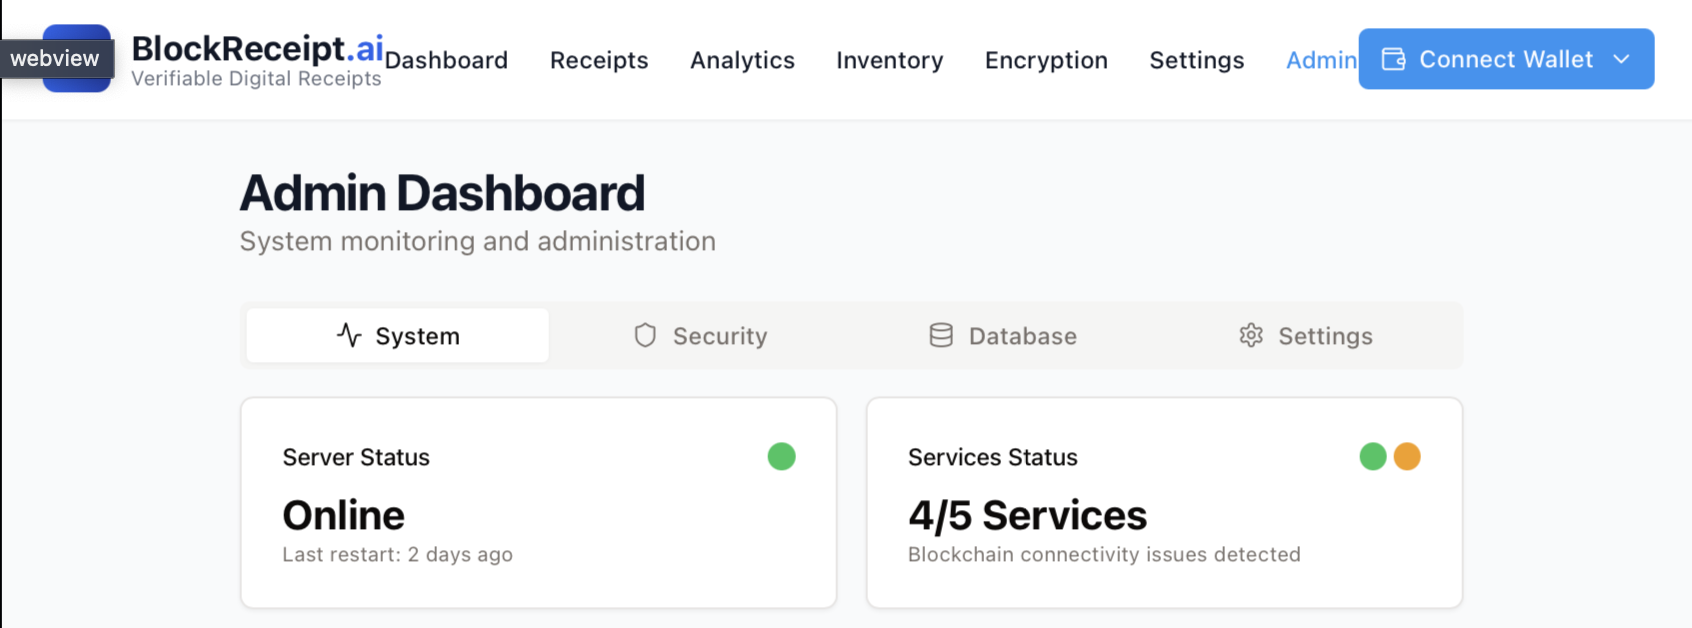 webview
BlockReceipt.ai
Verifiable Digital Receipts
Dashboard Receipts Analytics Inventory Encryption Settings Admin Connect Wallet
Admin Dashboard
System monitoring and administration
System Security Database Settings
Server Status
Online
Last restart: 2 days ago
Services Status
4/5 Services
Blockchain connectivity issues detected